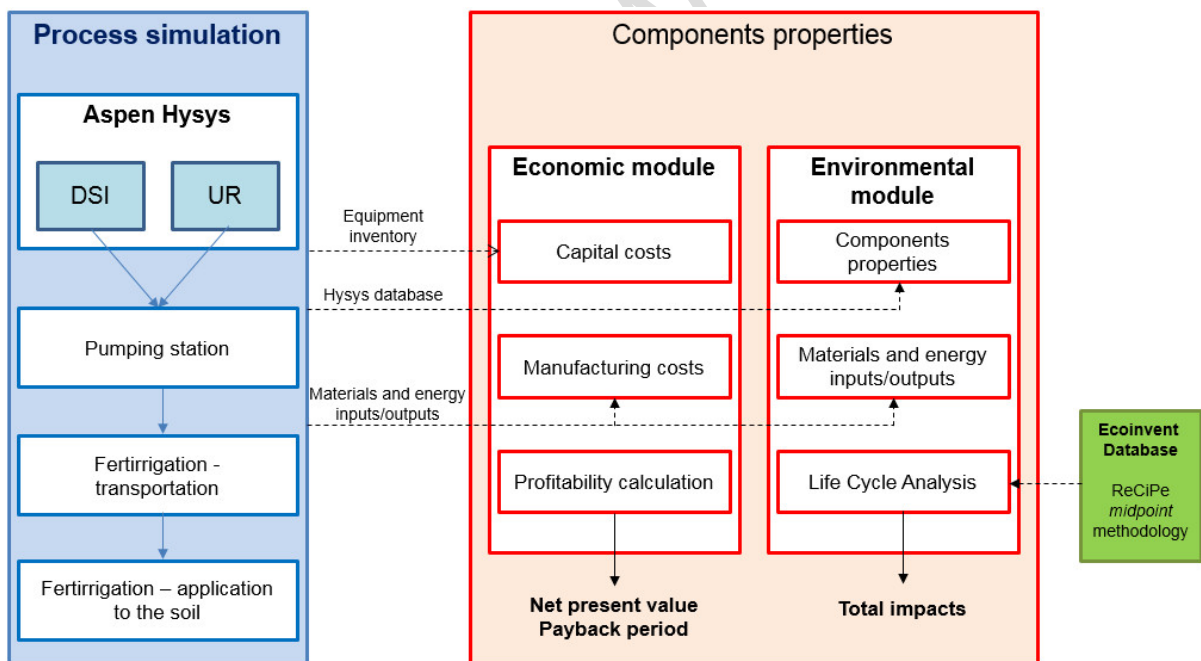 Process simulation
Aspen Hysys
DSI
UR
Pumping station
Fertirrigation -
transportation
Fertirrigation – application
to the soil
Equipment
inventory
Hysys database
Materials and energy
inputs/outputs
Components properties
Economic module
Capital costs
Manufacturing costs
Profitability calculation
Net present value
Payback period
Environmental
module
Components
properties
Materials and energy
inputs/outputs
Life Cycle Analysis
Total impacts
Ecoinvent
Database
ReCiPe
midpoint
methodology